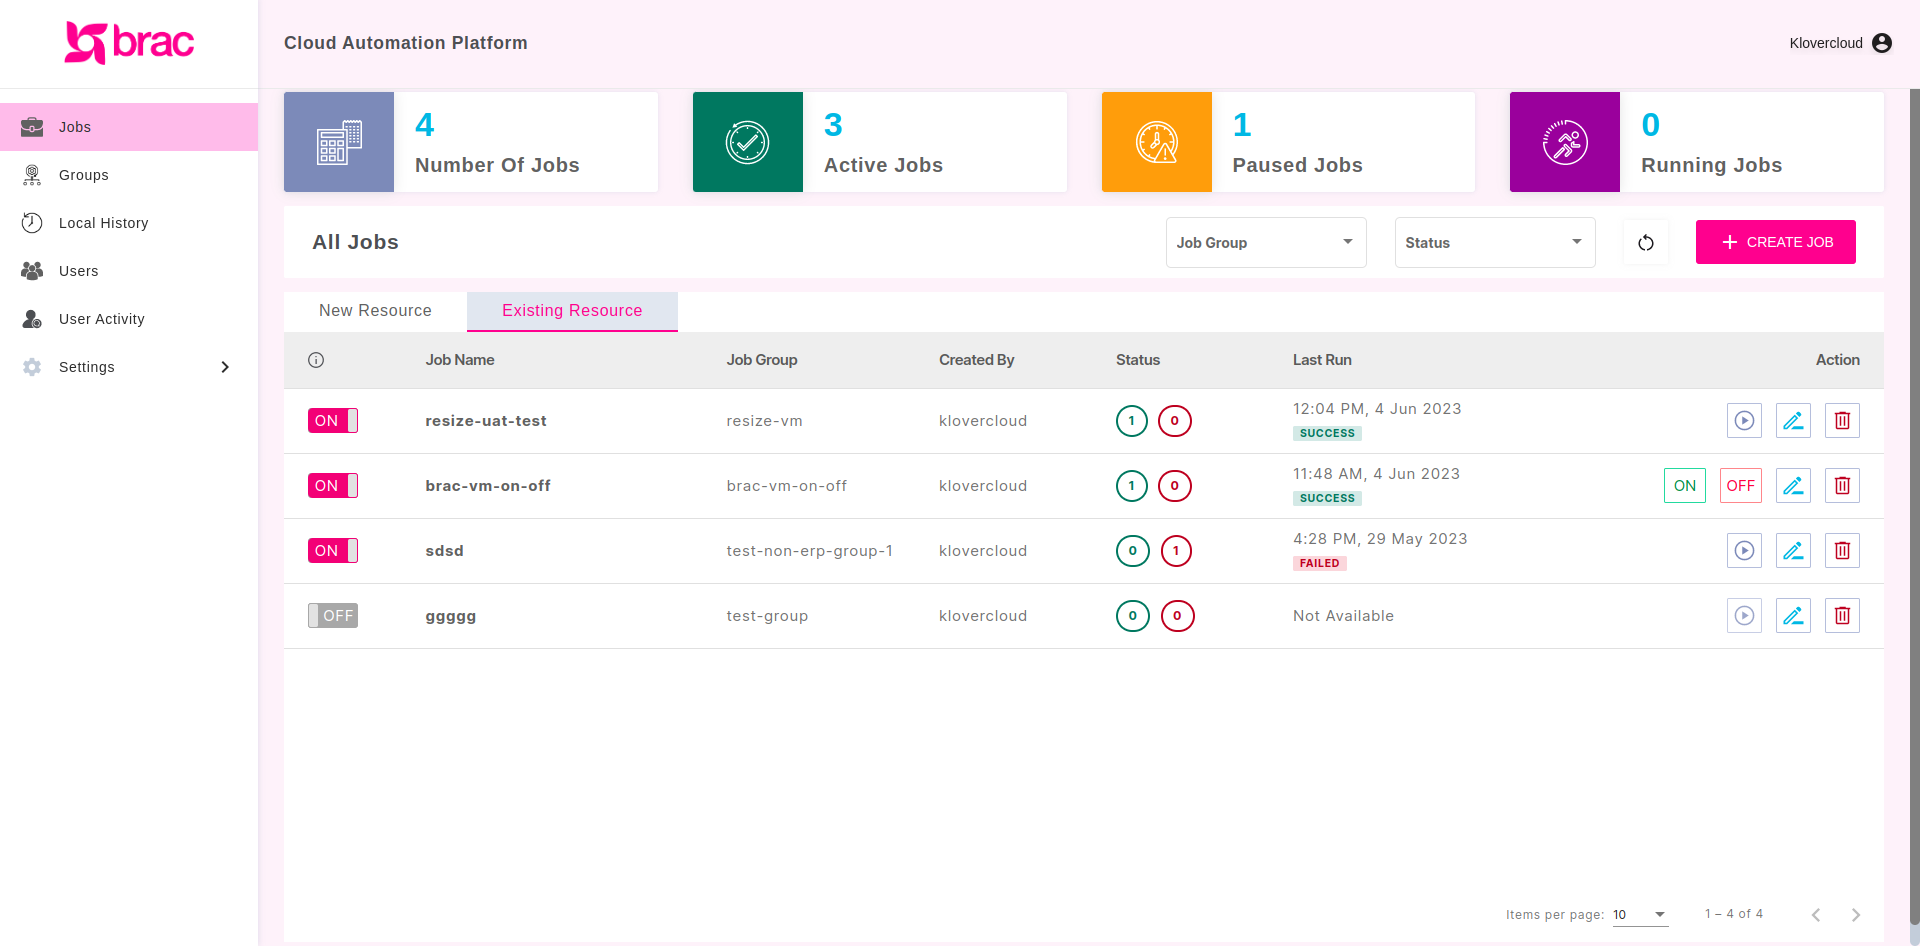 brac
Cloud Automation Platform
Klovercloud
Jobs
Groups
Local History
Users
User Activity
Settings
4
Number Of Jobs
3
Active Jobs
1
Paused Jobs
0
Running Jobs
All Jobs
Job Group
Status
CREATE JOB
New Resource
Existing Resource
Job Name Job Group Created By Status Last Run Action
ON resize-uat-test resize-vm klovercloud 1 0 12:04 PM, 4 Jun 2023
SUCCESS
ON brac-vm-on-off brac-vm-on-off klovercloud 1 0 11:48 AM, 4 Jun 2023 ON OFF
SUCCESS
ON sdsd test-non-erp-group-1 klovercloud 0 1 4:28 PM, 29 May 2023
FAILED
OFF ggggg test-group klovercloud 0 0 Not Available
Items per page: 10 1 – 4 of 4